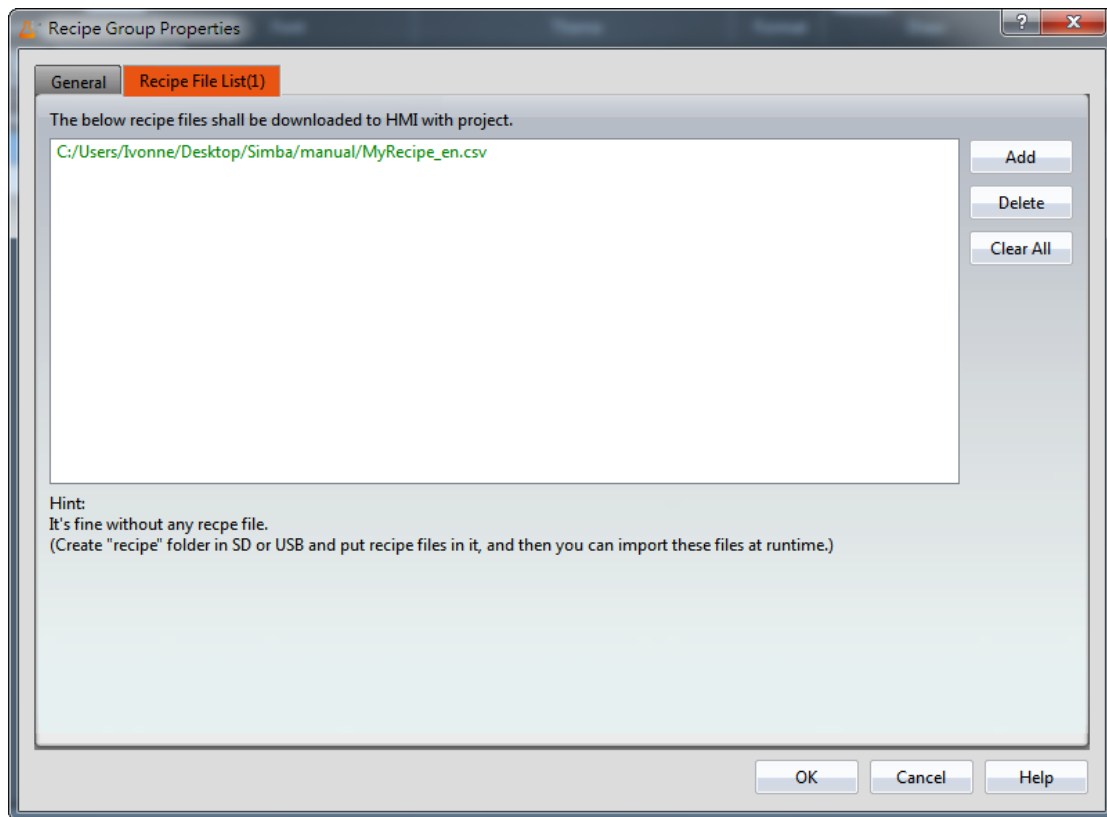 Recipe Group Properties
?
General
Recipe File List(1)
The below recipe files shall be downloaded to HMI with project.
C:/Users/Ivonne/Desktop/Simba/manual/MyRecipe_en.csv
Add
Delete
Clear All
Hint:
It's fine without any recpe file.
(Create "recipe" folder in SD or USB and put recipe files in it, and then you can import these files at runtime.)
OK
Cancel
Help